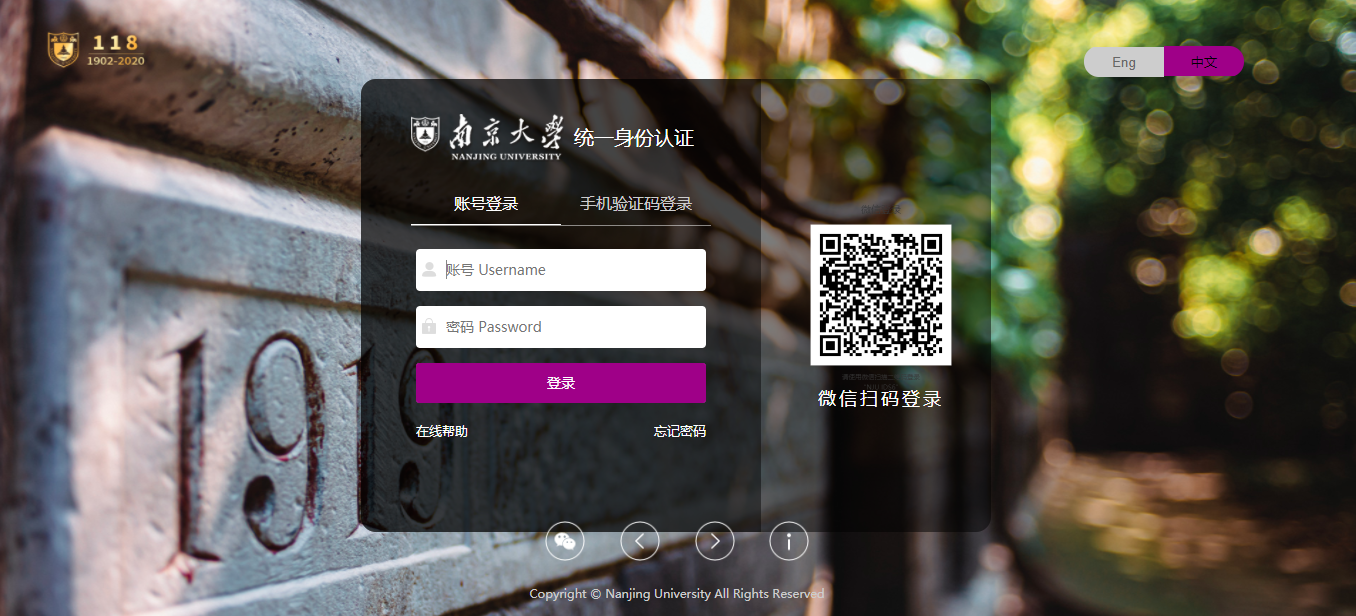 118
1902-2020
Eng
中文
南京大学
NANJING UNIVERSITY
统一身份认证
账号登录
手机验证码登录
账号 Username
密码 Password
登录
在线帮助
忘记密码
微信扫码登录
1919
Copyright © Nanjing University All Rights Reserved